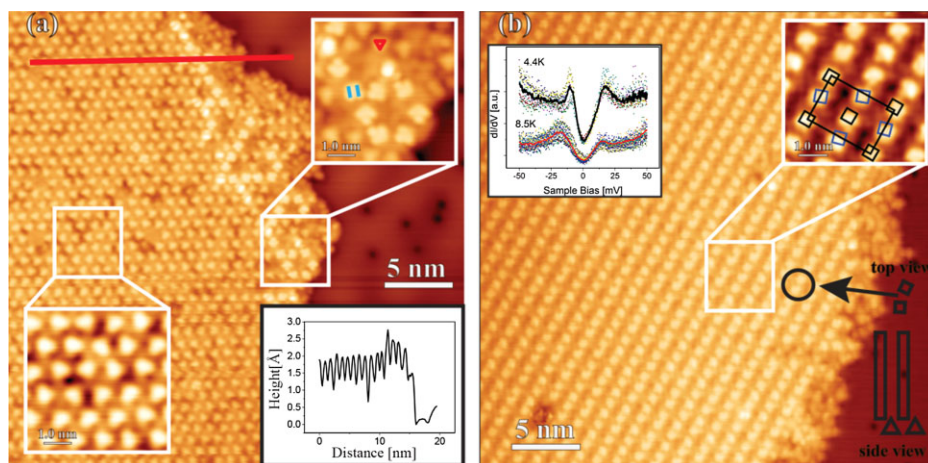 (a)
1.0 nm
5 nm
1.0 nm
Height[Å]
3.0
2.5
2.0
1.5
1.0
0.5
0.0
0
10
20
Distance [nm]
(b)
dI/dV [a.u.]
4.4K
8.5K
-50
-25
0
25
50
Sample Bias [mV]
1.0 nm
top view
5 nm
side view